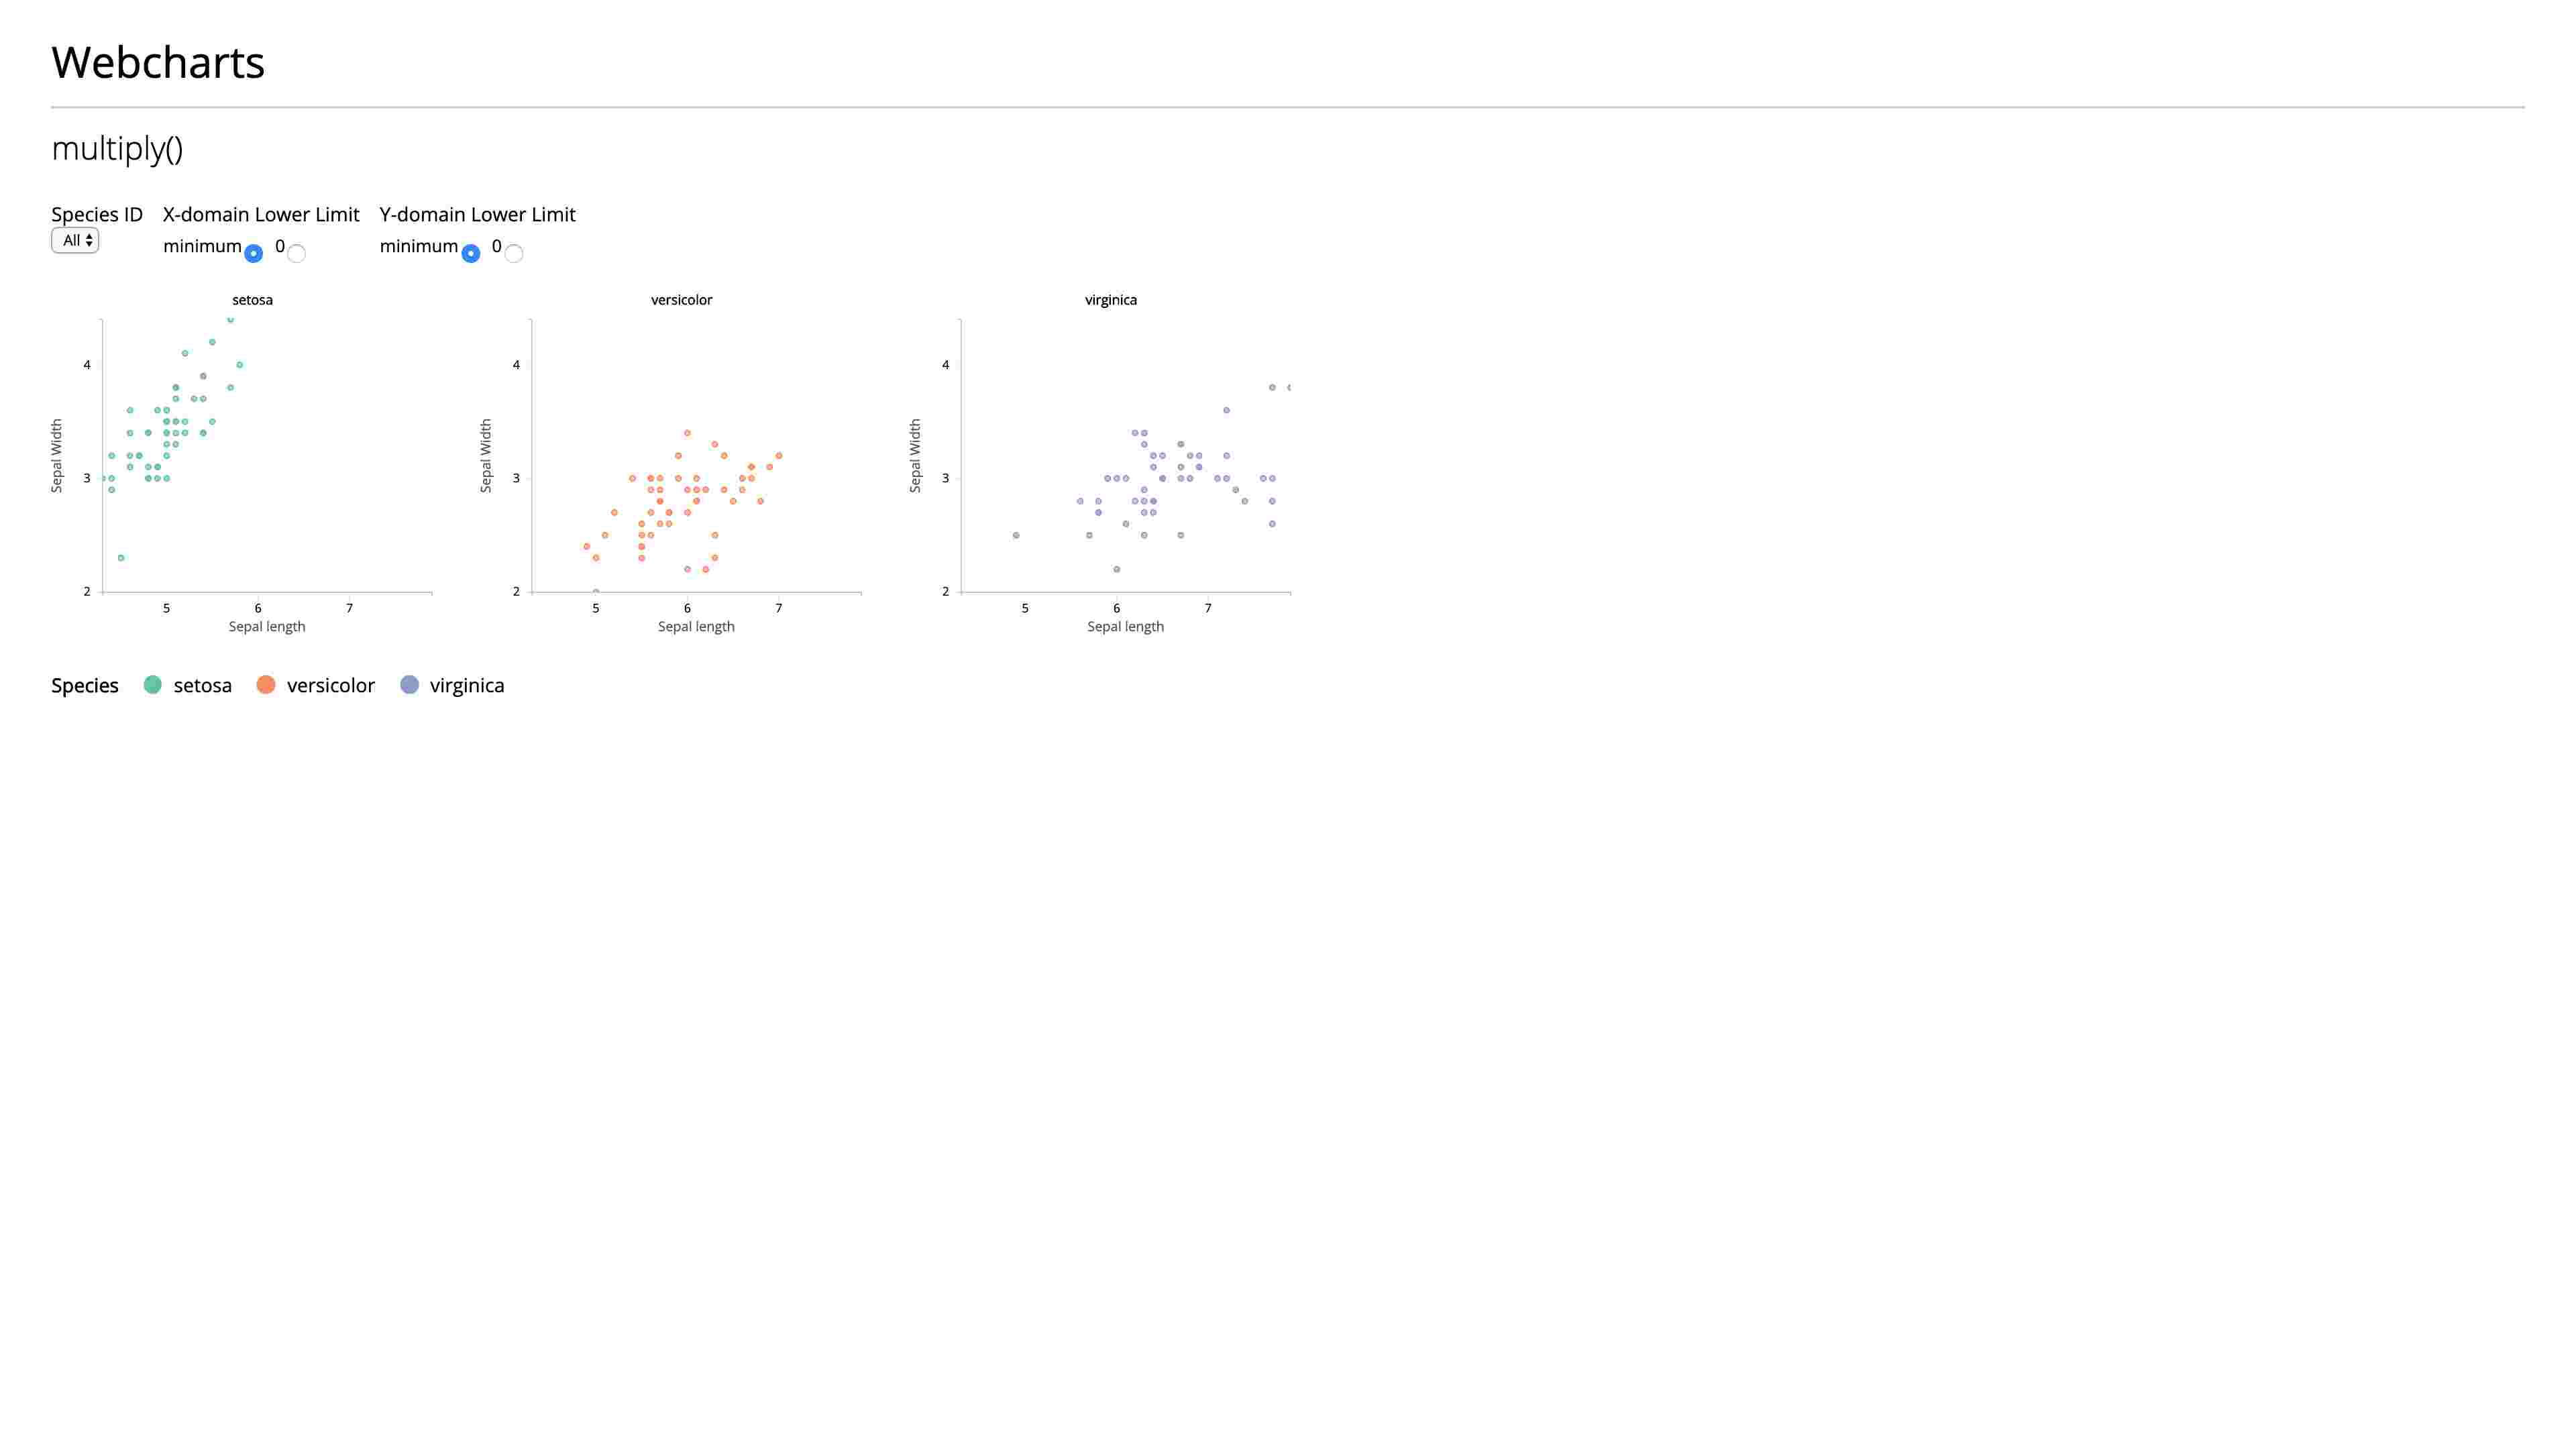 Webcharts
multiply()
Species ID X-domain Lower Limit Y-domain Lower Limit
All minimum 0 minimum 0
setosa versicolor virginica
4 4 4
Sepal Width Sepal Width Sepal Width
3 3 3
2 2 2
5 6 7 5 6 7 5 6 7
Sepal length Sepal length Sepal length
Species setosa versicolor virginica